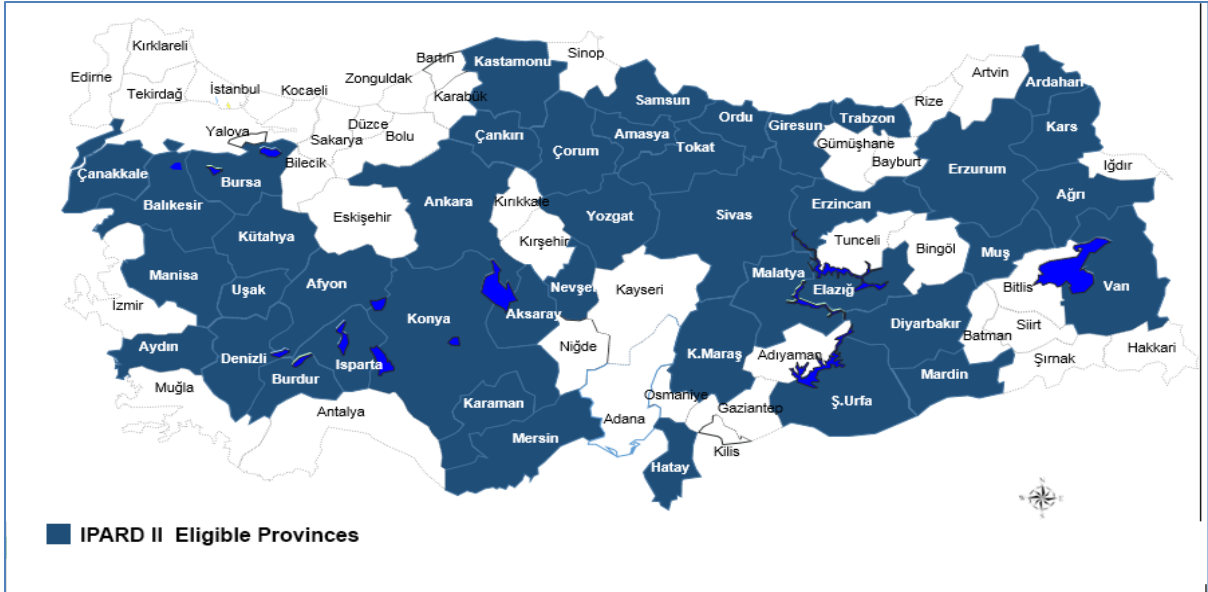 Kırklareli
Edirne
Tekirdağ
İstanbul
Kocaeli
Yalova
Sakarya
Düzce
Bolu
Zonguldak
Bartın
Karabük
Kastamonu
Sinop
Samsun
Ordu
Giresun
Trabzon
Rize
Artvin
Ardahan
Kars
Çankırı
Çorum
Amasya
Tokat
Gümüşhane
Bayburt
Erzurum
Iğdır
Ağrı
Çanakkale
Bursa
Bilecik
Balıkesir
Eskişehir
Ankara
Kırıkkale
Kırşehir
Yozgat
Sivas
Erzincan
Tunceli
Bingöl
Muş
Kütahya
Manisa
Uşak
Afyon
İzmir
Konya
Aksaray
Nevşeh
Kayseri
Malatya
Elazığ
Bitlis
Van
Diyarbakır
Batman
Siirt
Şırnak
Hakkari
Aydın
Denizli
Burdur
Isparta
Niğde
K.Maraş
Adıyaman
Mardin
Ş.Urfa
Muğla
Antalya
Karaman
Mersin
Adana
Osmaniye
Gaziantep
Kilis
Hatay
IPARD II Eligible Provinces